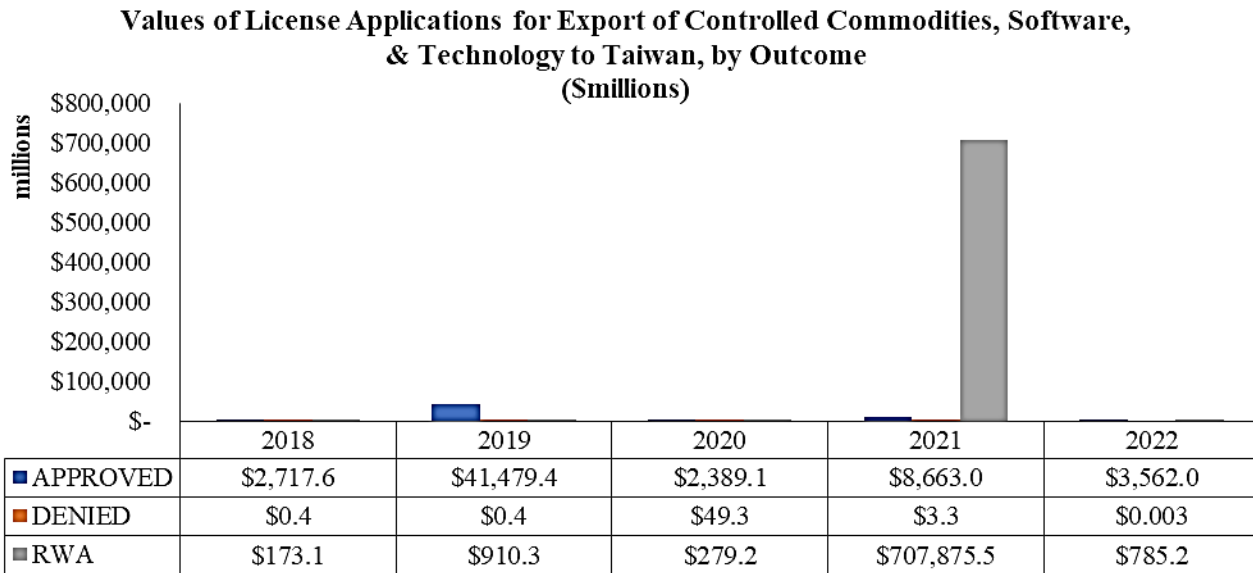 Values of License Applications for Export of Controlled Commodities, Software,
& Technology to Taiwan, by Outcome
(Smillions)
millions
$800,000
$700,000
$600,000
$500,000
$400,000
$300,000
$200,000
$100,000
$-
2018 2019 2020 2021 2022
APPROVED $2,717.6 $41,479.4 $2,389.1 $8,663.0 $3,562.0
DENIED $0.4 $0.4 $49.3 $3.3 $0.003
RWA $173.1 $910.3 $279.2 $707,875.5 $785.2